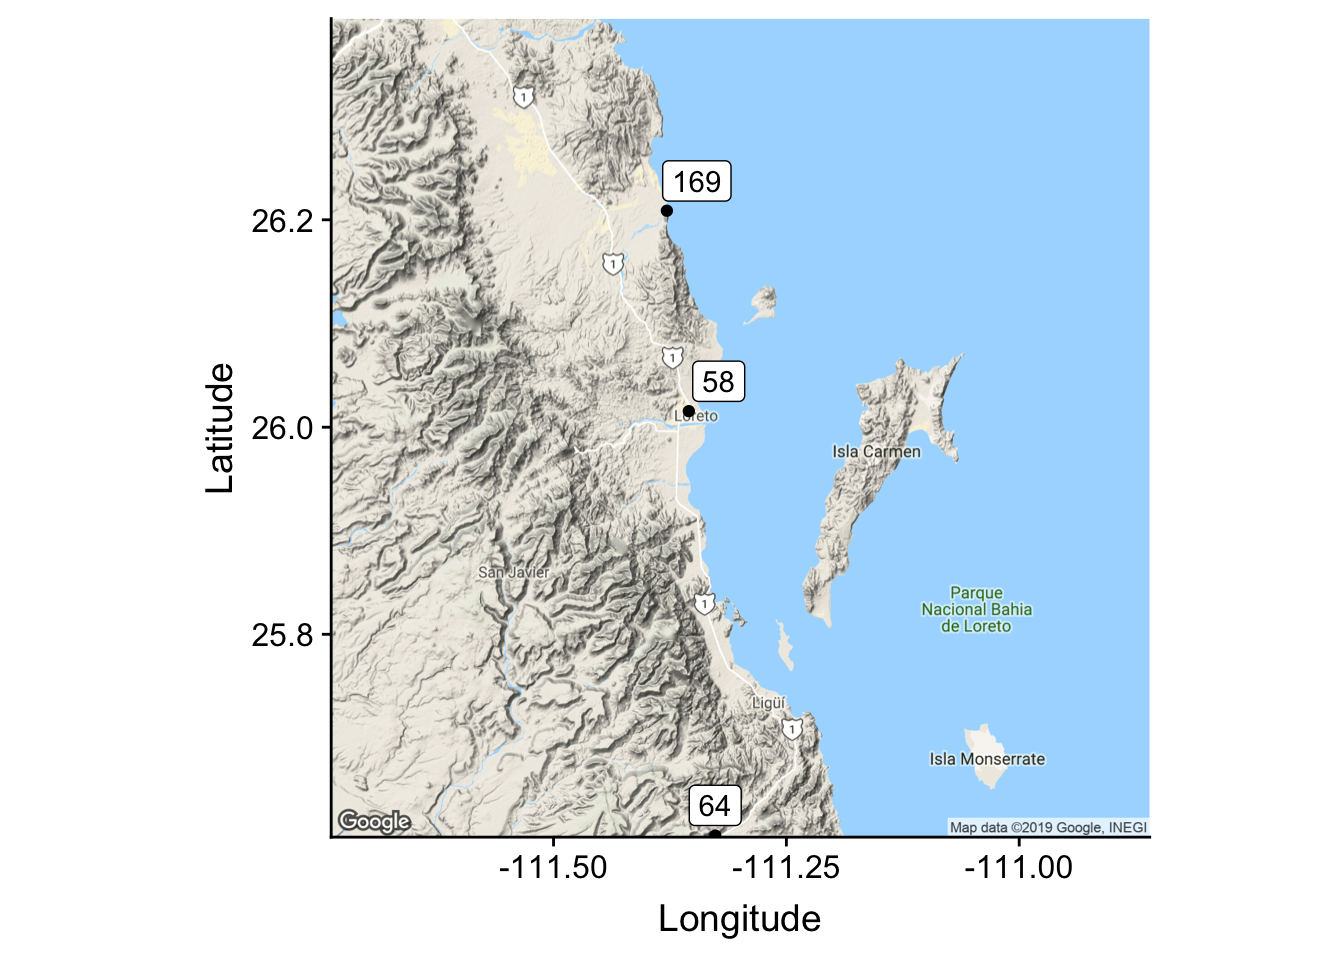 1
169
26.2
1
1
58
Loreto
26.0
Isla Carmen
Latitude
San Javier
Parque
Nacional Bahia
de Loreto
1
25.8
Ligüí
1
Isla Monserrate
64
Google
Map data ©2019 Google, INEGI
-111.50 -111.25 -111.00
Longitude